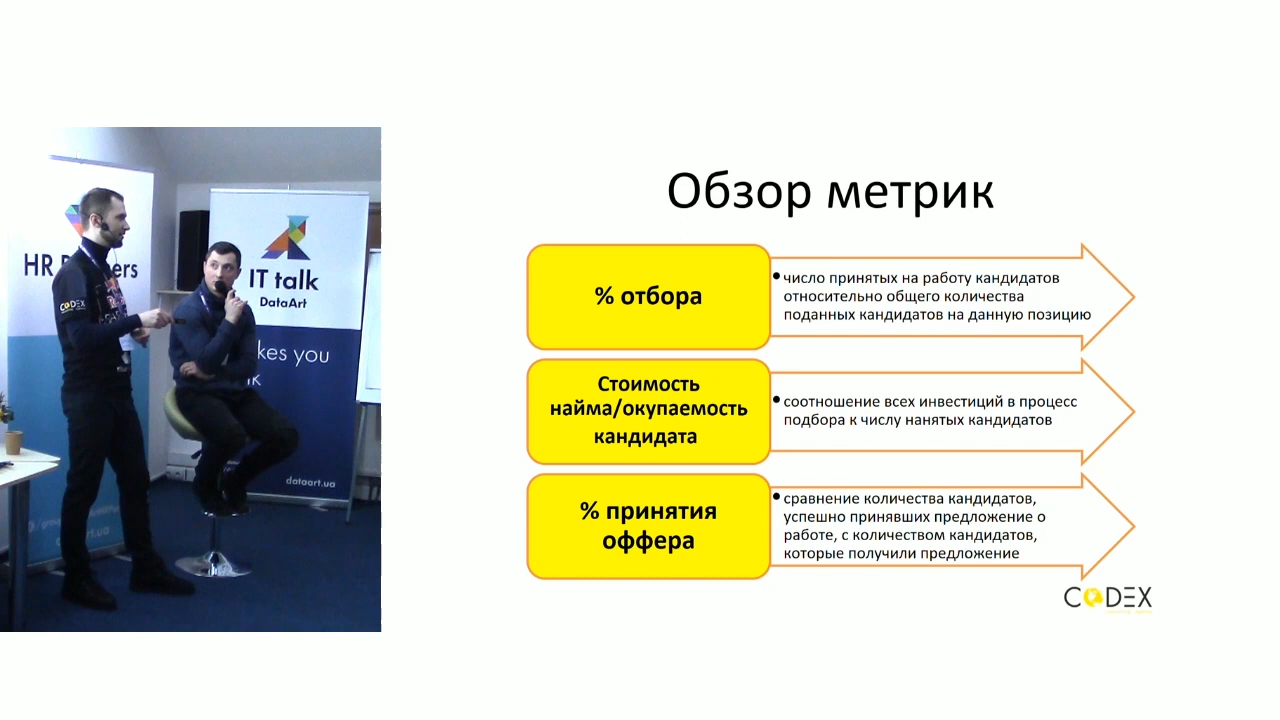 Обзор метрик
% отбора
число принятых на работу кандидатов
относительно общего количества
поданных кандидатов на данную позицию
Стоимость
найма/окупаемость
кандидата
соотношение всех инвестиций в процесс
подбора к числу нанятых кандидатов
% принятия
оффера
сравнение количества кандидатов,
успешно принявших предложение о
работе, с количеством кандидатов,
которые получили предложение
CODEX
HR
IT talk
DataArt
CODEX
you
dataart.ua